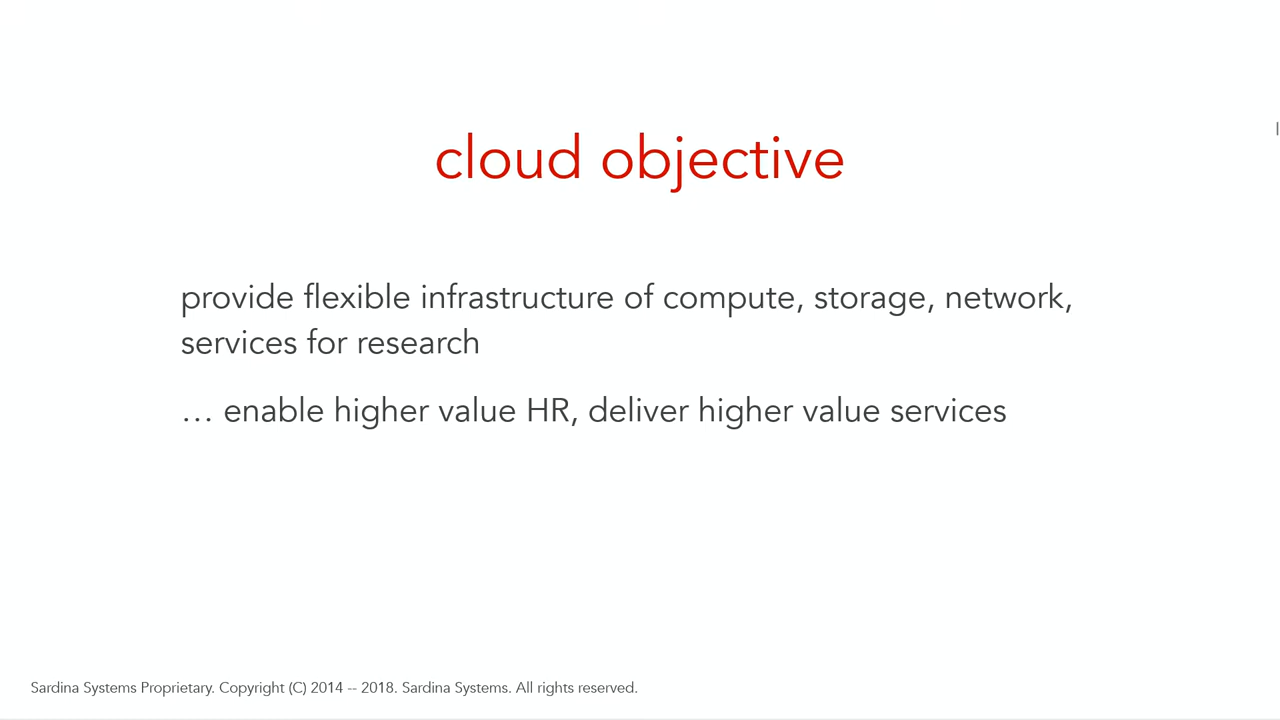 cloud objective
provide flexible infrastructure of compute, storage, network,
services for research
… enable higher value HR, deliver higher value services
Sardina Systems Proprietary. Copyright (C) 2014 -- 2018. Sardina Systems. All rights reserved.